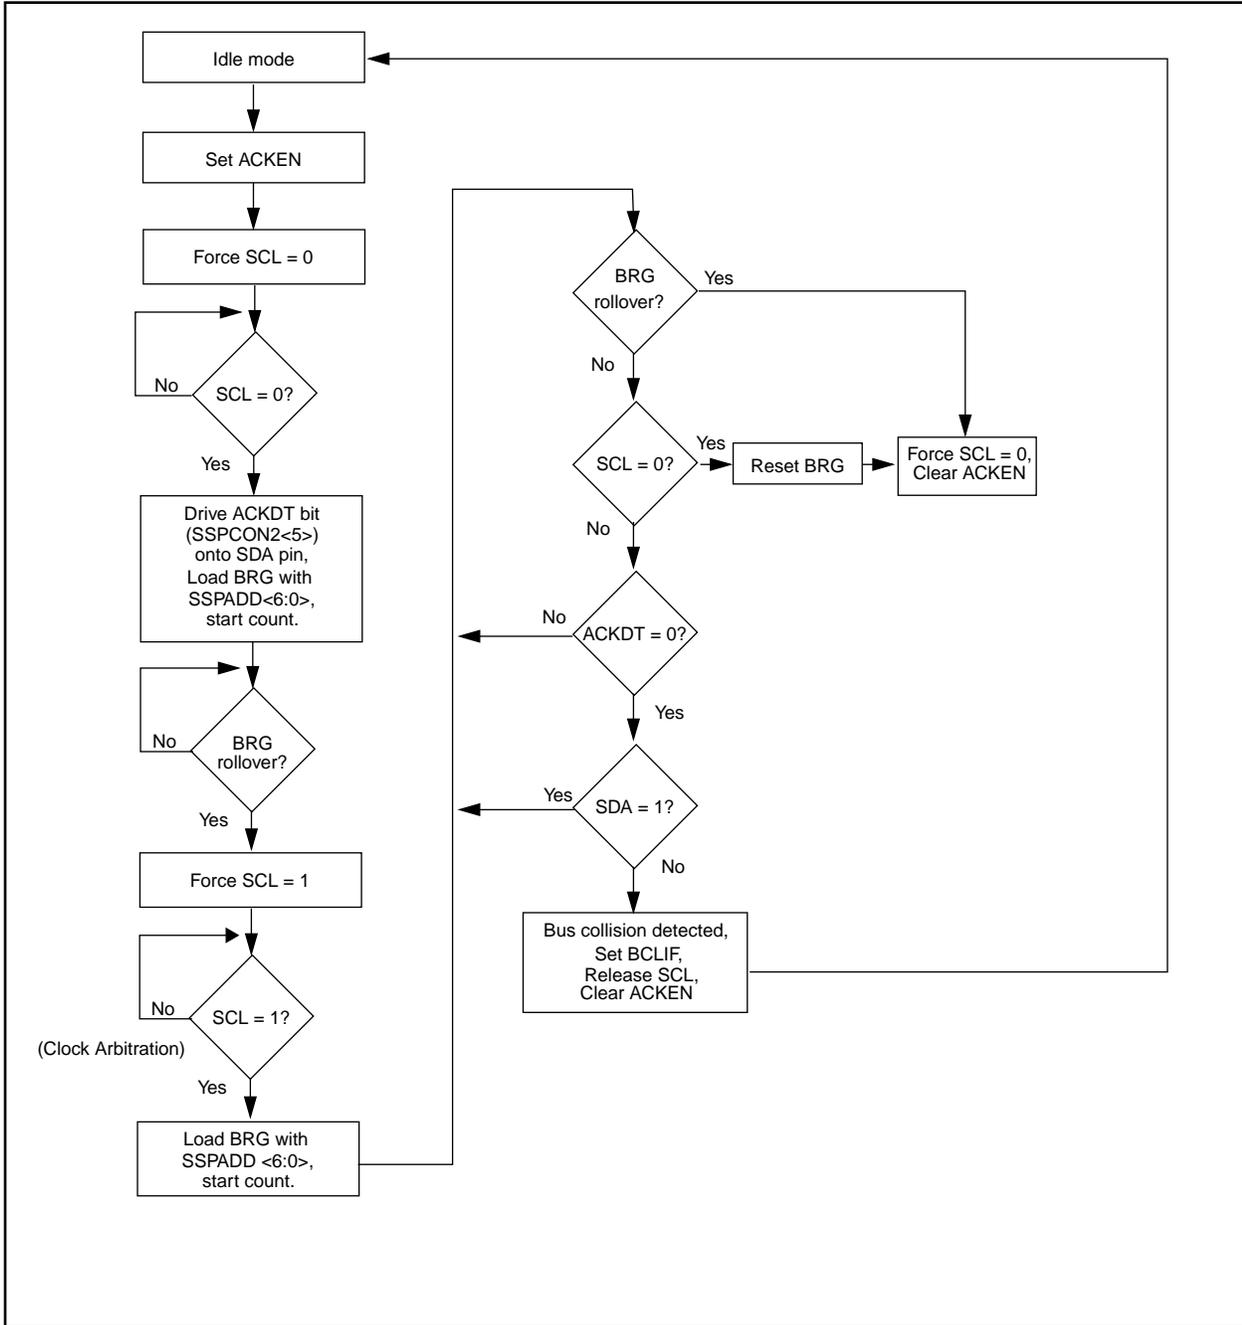 Idle mode
Set ACKEN
Force SCL = 0
No
SCL = 0?
Yes
Drive ACKDT bit
(SSPCON2<5>)
onto SDA pin,
Load BRG with
SSPADD<6:0>,
start count.
No
BRG
rollover?
Yes
Force SCL = 1
No
SCL = 1?
(Clock Arbitration)
Yes
Load BRG with
SSPADD <6:0>,
start count.
BRG
rollover?
Yes
No
SCL = 0?
Yes
Reset BRG
Force SCL = 0,
Clear ACKEN
No
No
ACKDT = 0?
Yes
Yes
SDA = 1?
No
Bus collision detected,
Set BCLIF,
Release SCL,
Clear ACKEN